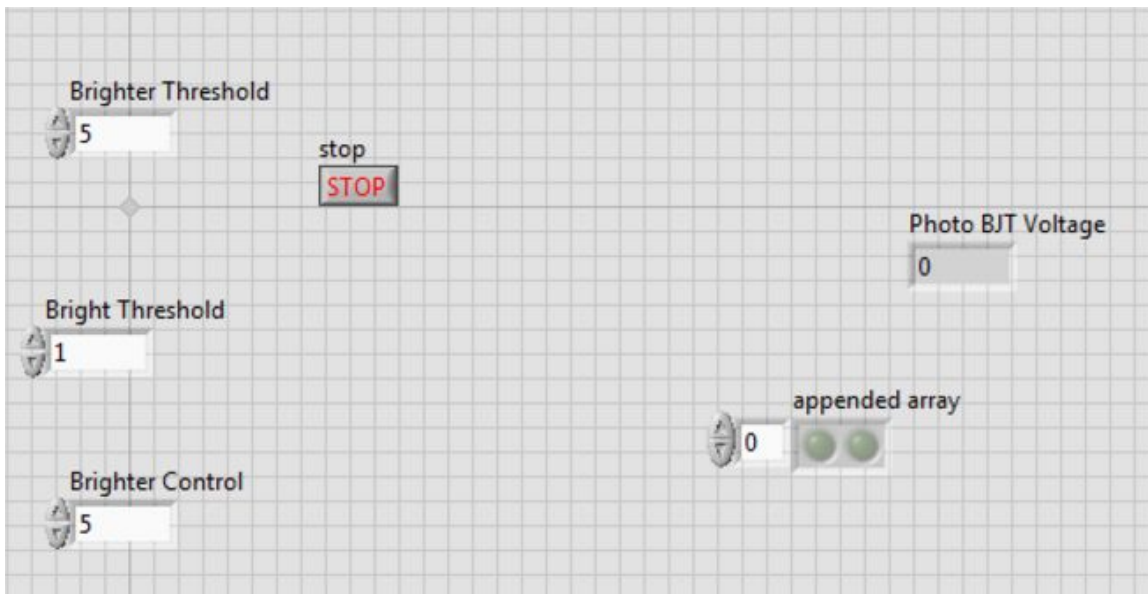 Brighter Threshold
5
stop
STOP
Photo BJT Voltage
0
Bright Threshold
1
appended array
0
Brighter Control
5